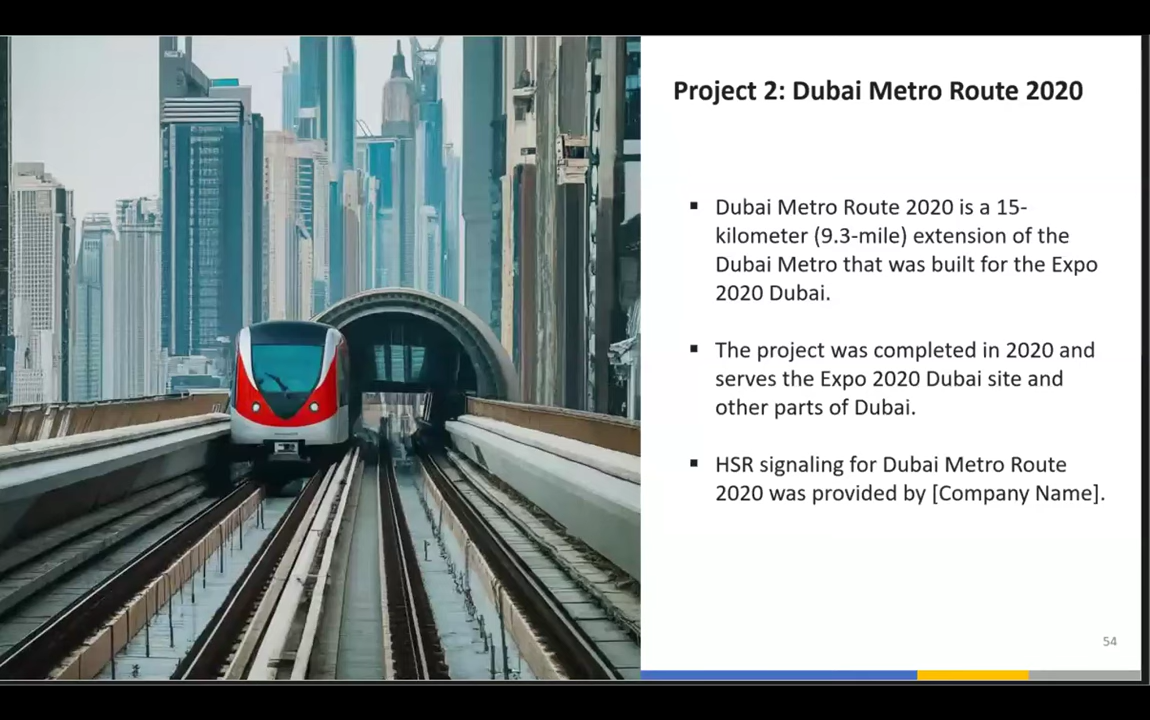 Project 2: Dubai Metro Route 2020
▪ Dubai Metro Route 2020 is a 15-
kilometer (9.3-mile) extension of the
Dubai Metro that was built for the Expo
2020 Dubai.
▪ The project was completed in 2020 and
serves the Expo 2020 Dubai site and
other parts of Dubai.
▪ HSR signaling for Dubai Metro Route
2020 was provided by [Company Name].
54